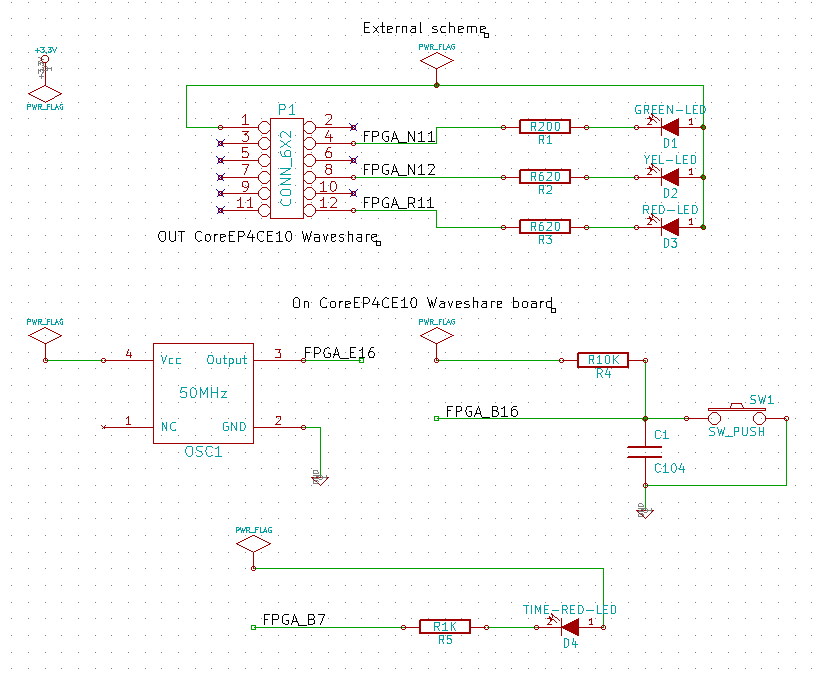 External scheme
+3.3V
+3.3V
PWR_FLAG
PWR_FLAG
P1
CONN_6X2
1 2
3 4 FPGA_N11
5 6
7 8 FPGA_N12
9 10
11 12 FPGA_R11
R200
R1
GREEN-LED
2 1
D1
R620
R2
YEL-LED
2 1
D2
R620
R3
RED-LED
2 1
D3
OUT CoreEP4CE10 Waveshare
On CoreEP4CE10 Waveshare board
PWR_FLAG
4 Vcc Output 3 FPGA_E16
50MHz
1 NC GND 2
OSC1
GND
PWR_FLAG
R10K
R4
FPGA_B16
SW1
SW_PUSH
C1
C104
GND
PWR_FLAG
FPGA_B7
R1K
R5
TIME-RED-LED
2 1
D4